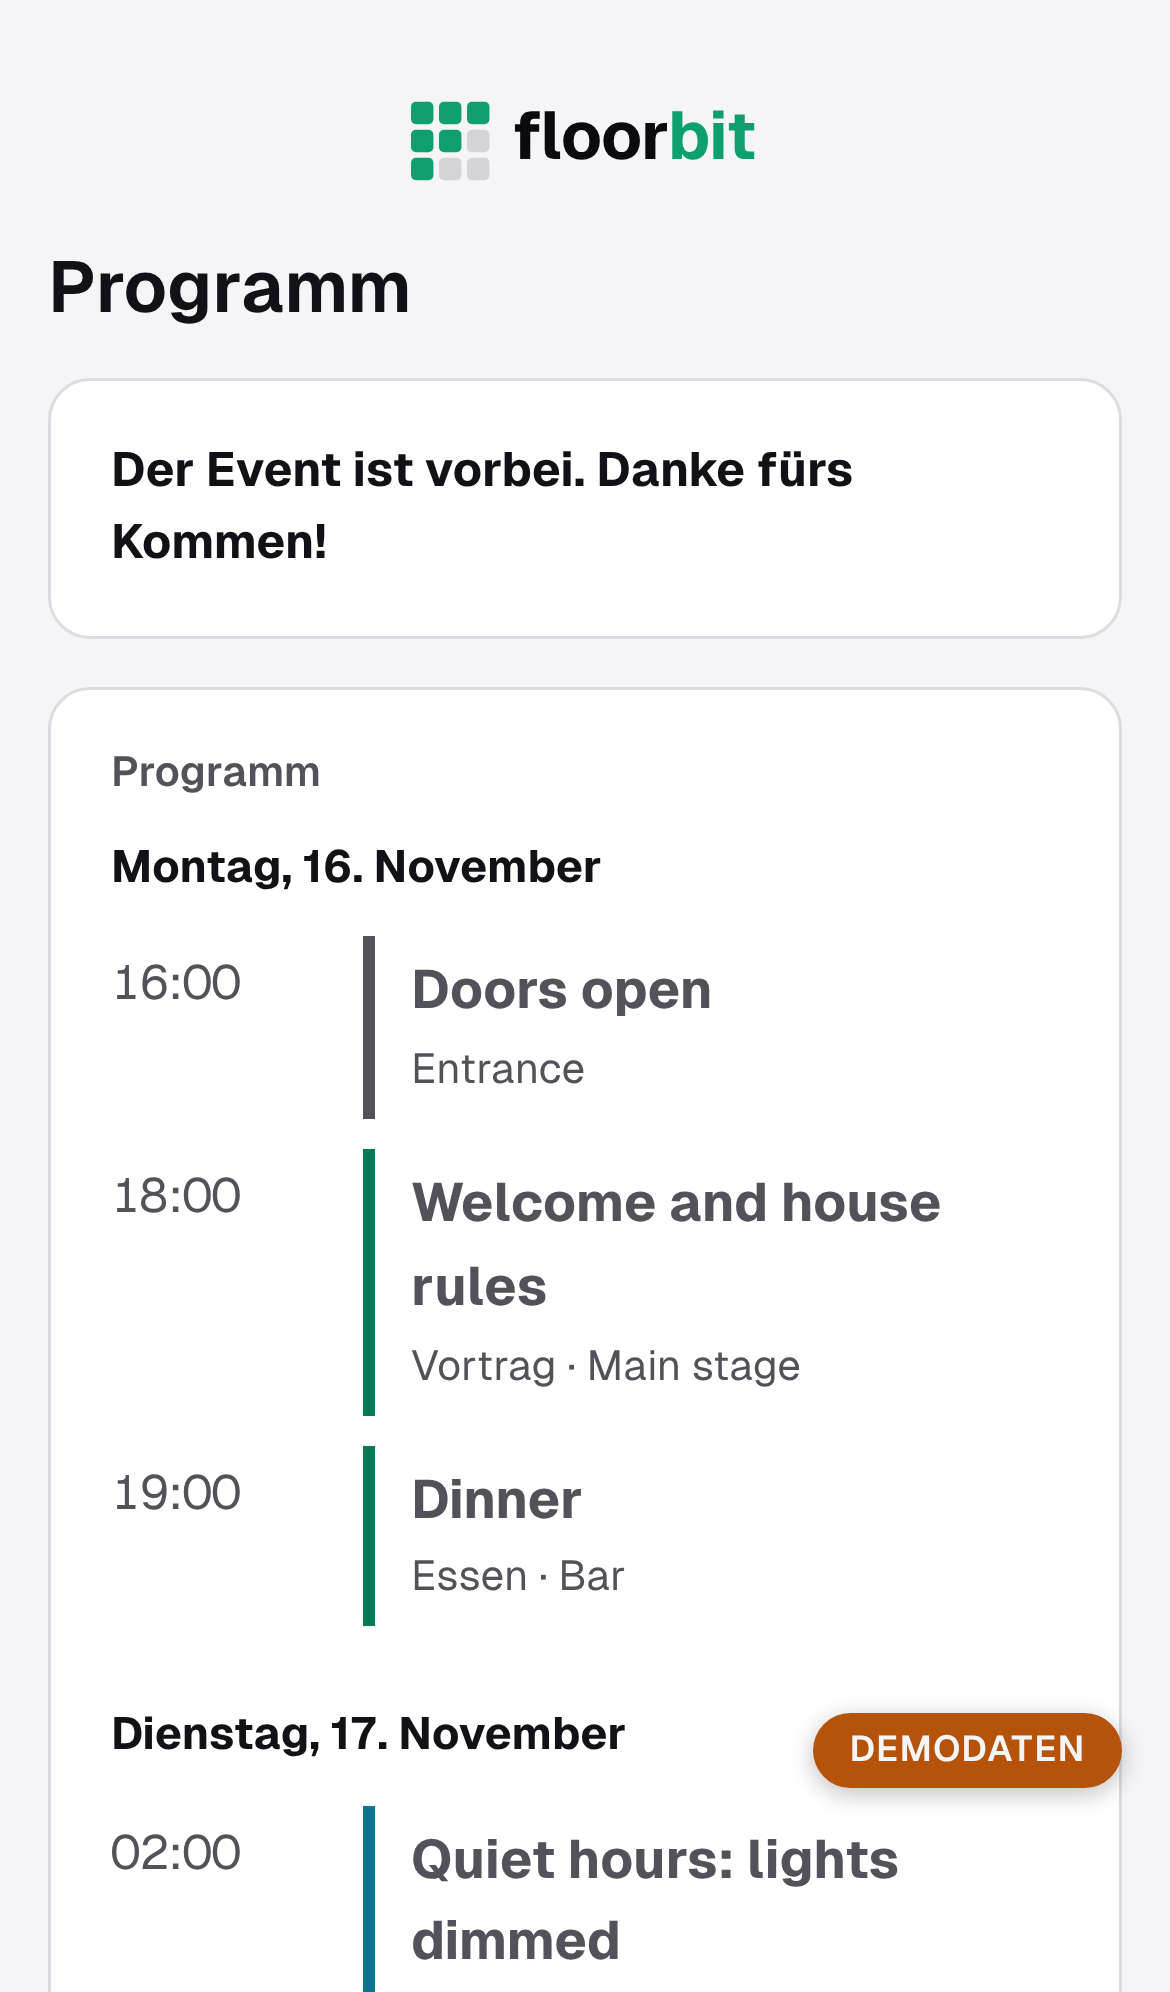 floorbit
Programm
Der Event ist vorbei. Danke fürs
Kommen!
Programm
Montag, 16. November
16:00
Doors open
Entrance
18:00
Welcome and house
rules
Vortrag · Main stage
19:00
Dinner
Essen · Bar
Dienstag, 17. November
DEMODATEN
02:00
Quiet hours: lights
dimmed